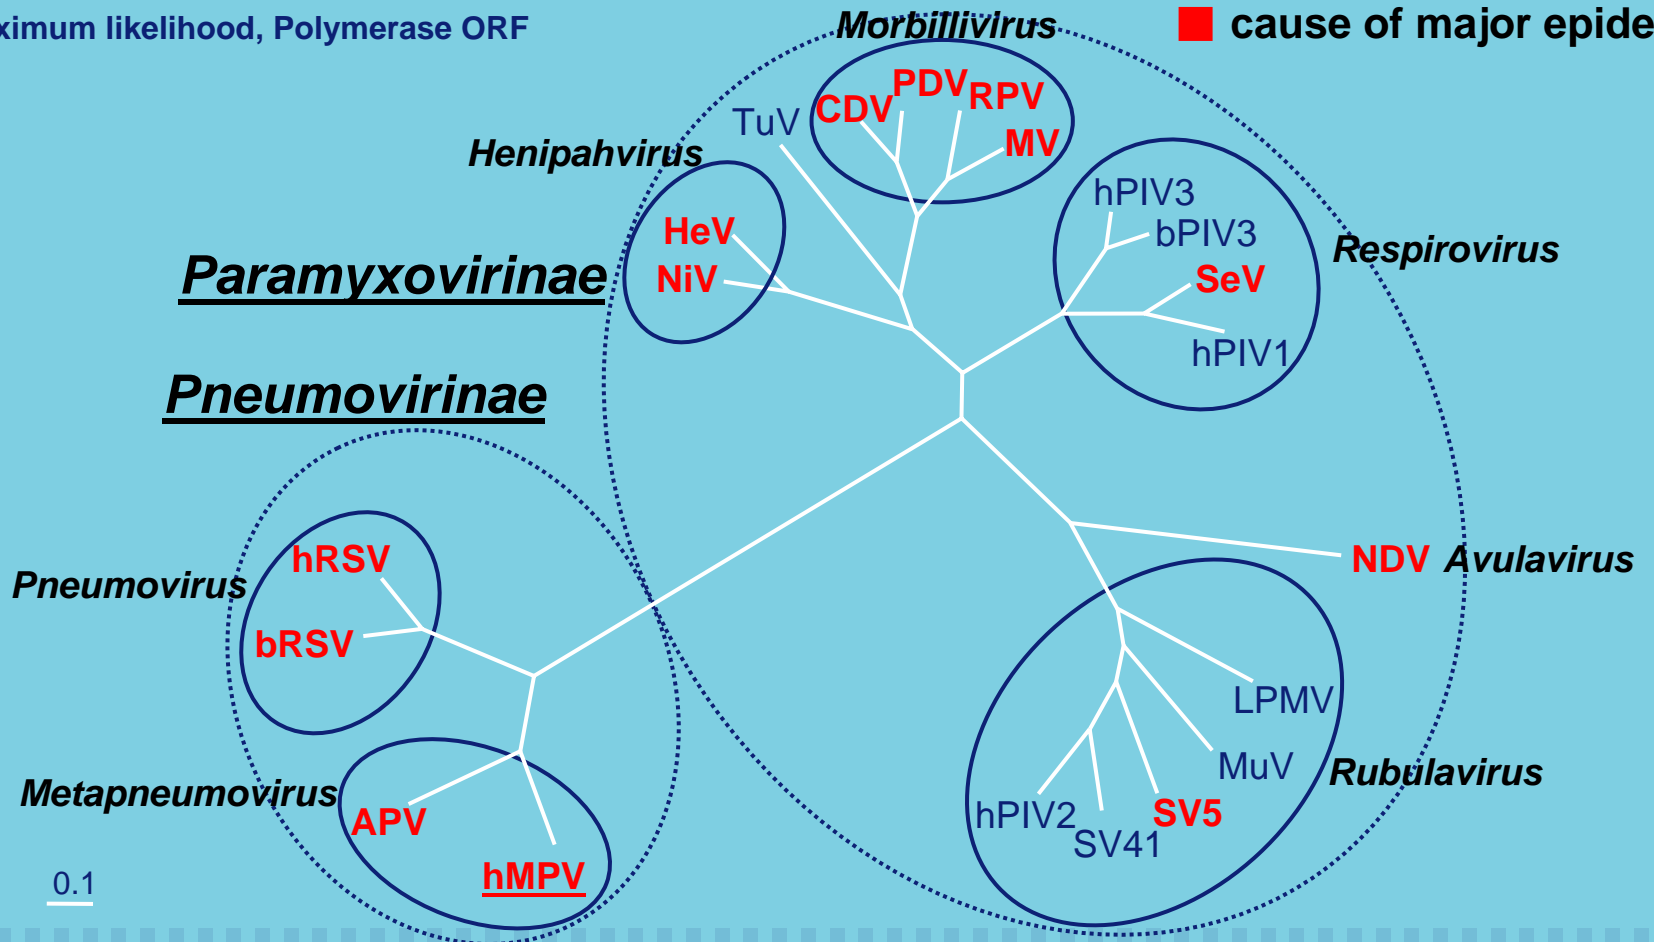 ximum likelihood, Polymerase ORF
cause of major epide
Morbillivirus
PDV
RPV
CDV
TuV
MV
Henipahvirus
hPIV3
bPIV3
Respirovirus
HeV
NiV
SeV
hPIV1
Paramyxovirinae
Pneumovirinae
hRSV
NDV Avulavirus
Pneumovirus
bRSV
LPMV
MuV
Rubulavirus
Metapneumovirus
APV
hPIV2
SV5
SV41
hMPV
0.1